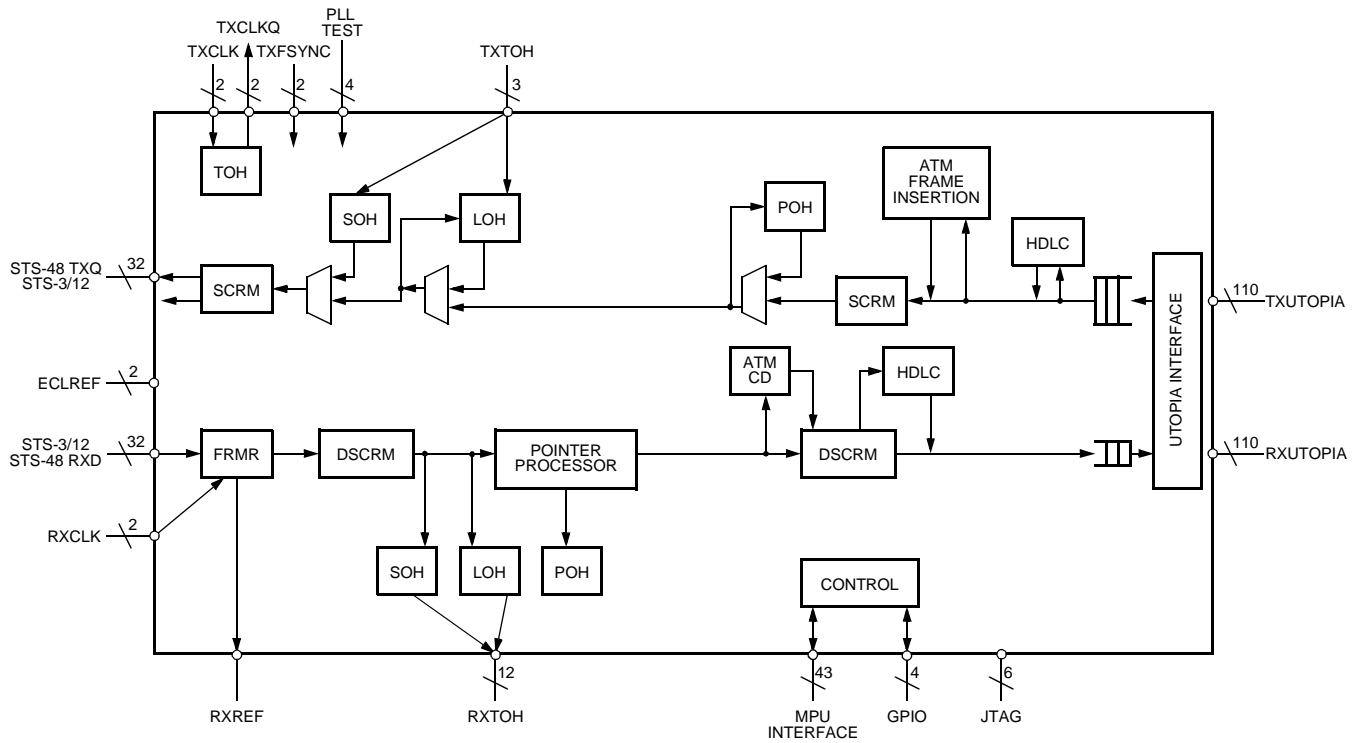 TXCLKQ
PLL
TEST
TXCLK
TXFSYNC
TXTOH
2
2
2
4
3
TOH
SOH
LOH
POH
ATM
FRAME
INSERTION
HDLC
STS-48 TXQ
STS-3/12
32
SCRM
SCRM
UTOPIA INTERFACE
110
TXUTOPIA
ECLREF
2
ATM
CD
HDLC
STS-3/12
STS-48 RXD
32
FRMR
DSCRM
POINTER
PROCESSOR
DSCRM
110
RXUTOPIA
RXCLK
2
SOH
LOH
POH
CONTROL
12
43
4
6
RXREF
RXTOH
MPU
INTERFACE
GPIO
JTAG